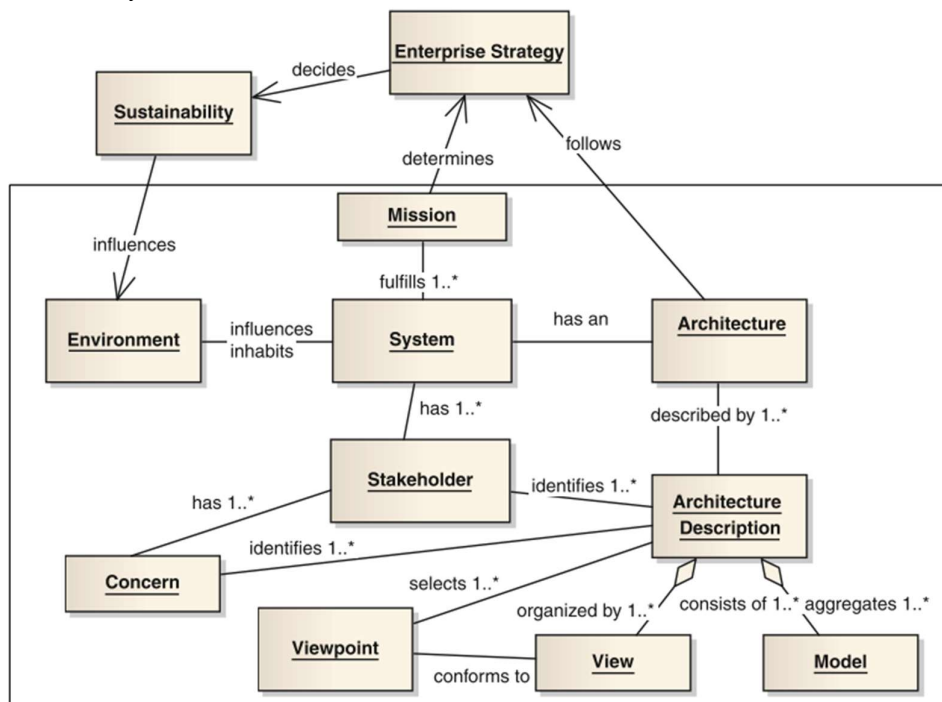 Enterprise Strategy
decides
Sustainability
determines
follows
Mission
influences
fulfills 1..*
Environment
influences
inhabits
System
has an
Architecture
has 1..*
described by 1..*
Stakeholder
identifies 1..*
has 1..*
Architecture
Description
identifies 1..*
Concern
selects 1..*
organized by 1..*
consists of 1..* aggregates 1..*
Viewpoint
conforms to
View
Model